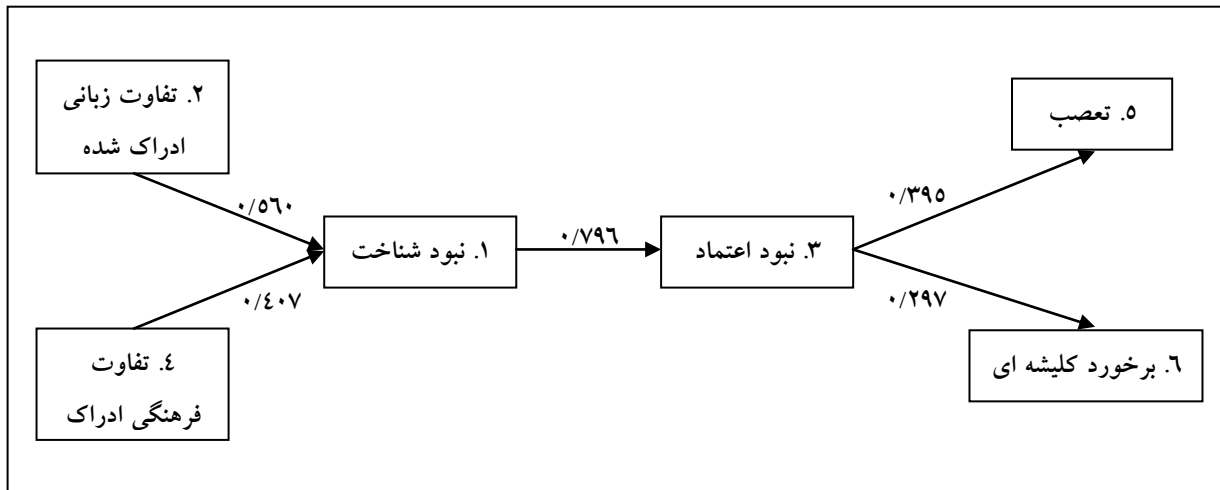 ۲. تفاوت زبانی
ادراک شده
۵. تعصب
۰/۵۶۰
۰/۳۹۵
۱. نبود شناخت
۰/۷۹۶
۳. نبود اعتماد
۰/۴۰۷
۰/۲۹۷
۴. تفاوت
فرهنگی ادراک
۶. برخورد کلیشه ای